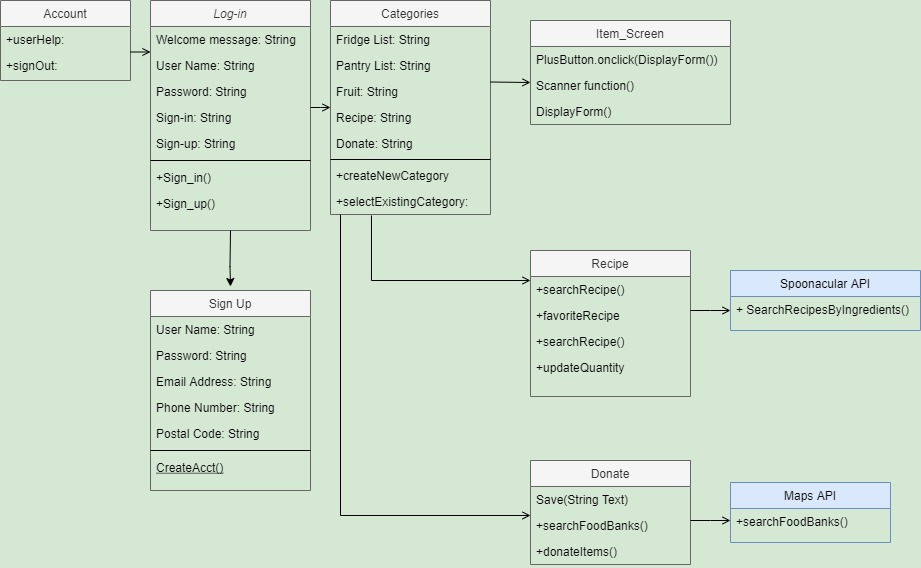 Account
+userHelp:
+signOut:
Log-in
Welcome message: String
User Name: String
Password: String
Sign-in: String
Sign-up: String
+Sign_in()
+Sign_up()
Categories
Fridge List: String
Pantry List: String
Fruit: String
Recipe: String
Donate: String
+createNewCategory
+selectExistingCategory:
Item_Screen
PlusButton.onclick(DisplayForm())
Scanner function()
DisplayForm()
Sign Up
User Name: String
Password: String
Email Address: String
Phone Number: String
Postal Code: String
CreateAcct()
Recipe
+searchRecipe()
+favoriteRecipe
+searchRecipe()
+updateQuantity
Spoonacular API
+ SearchRecipesByIngredients()
Donate
Save(String Text)
+searchFoodBanks()
+donateItems()
Maps API
+searchFoodBanks()